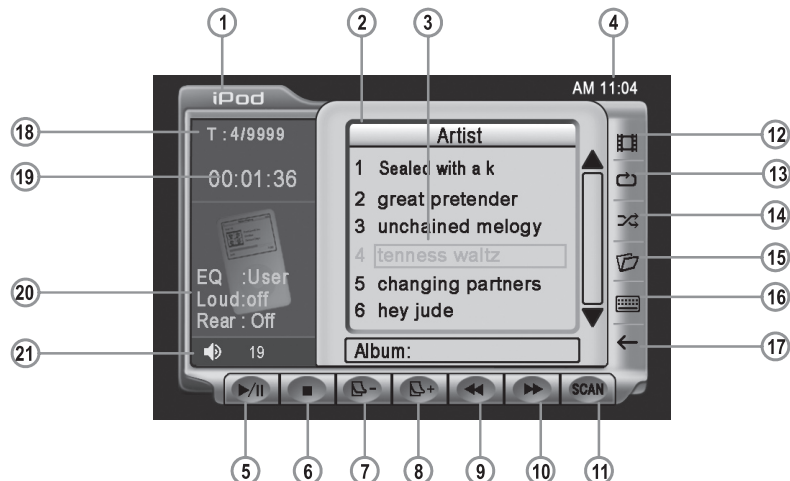 1
2
3
4
AM 11:04
iPod
18
T : 4/9999
Artist
12
19
00:01:36
1 Sealed with a k
13
2 great pretender
3 unchained melogy
14
4 tenness waltz
15
20
EQ :User
5 changing partners
16
Loud:off
6 hey jude
Rear : Off
21
19
Album:
17
SCAN
5
6
7
8
9
10
11